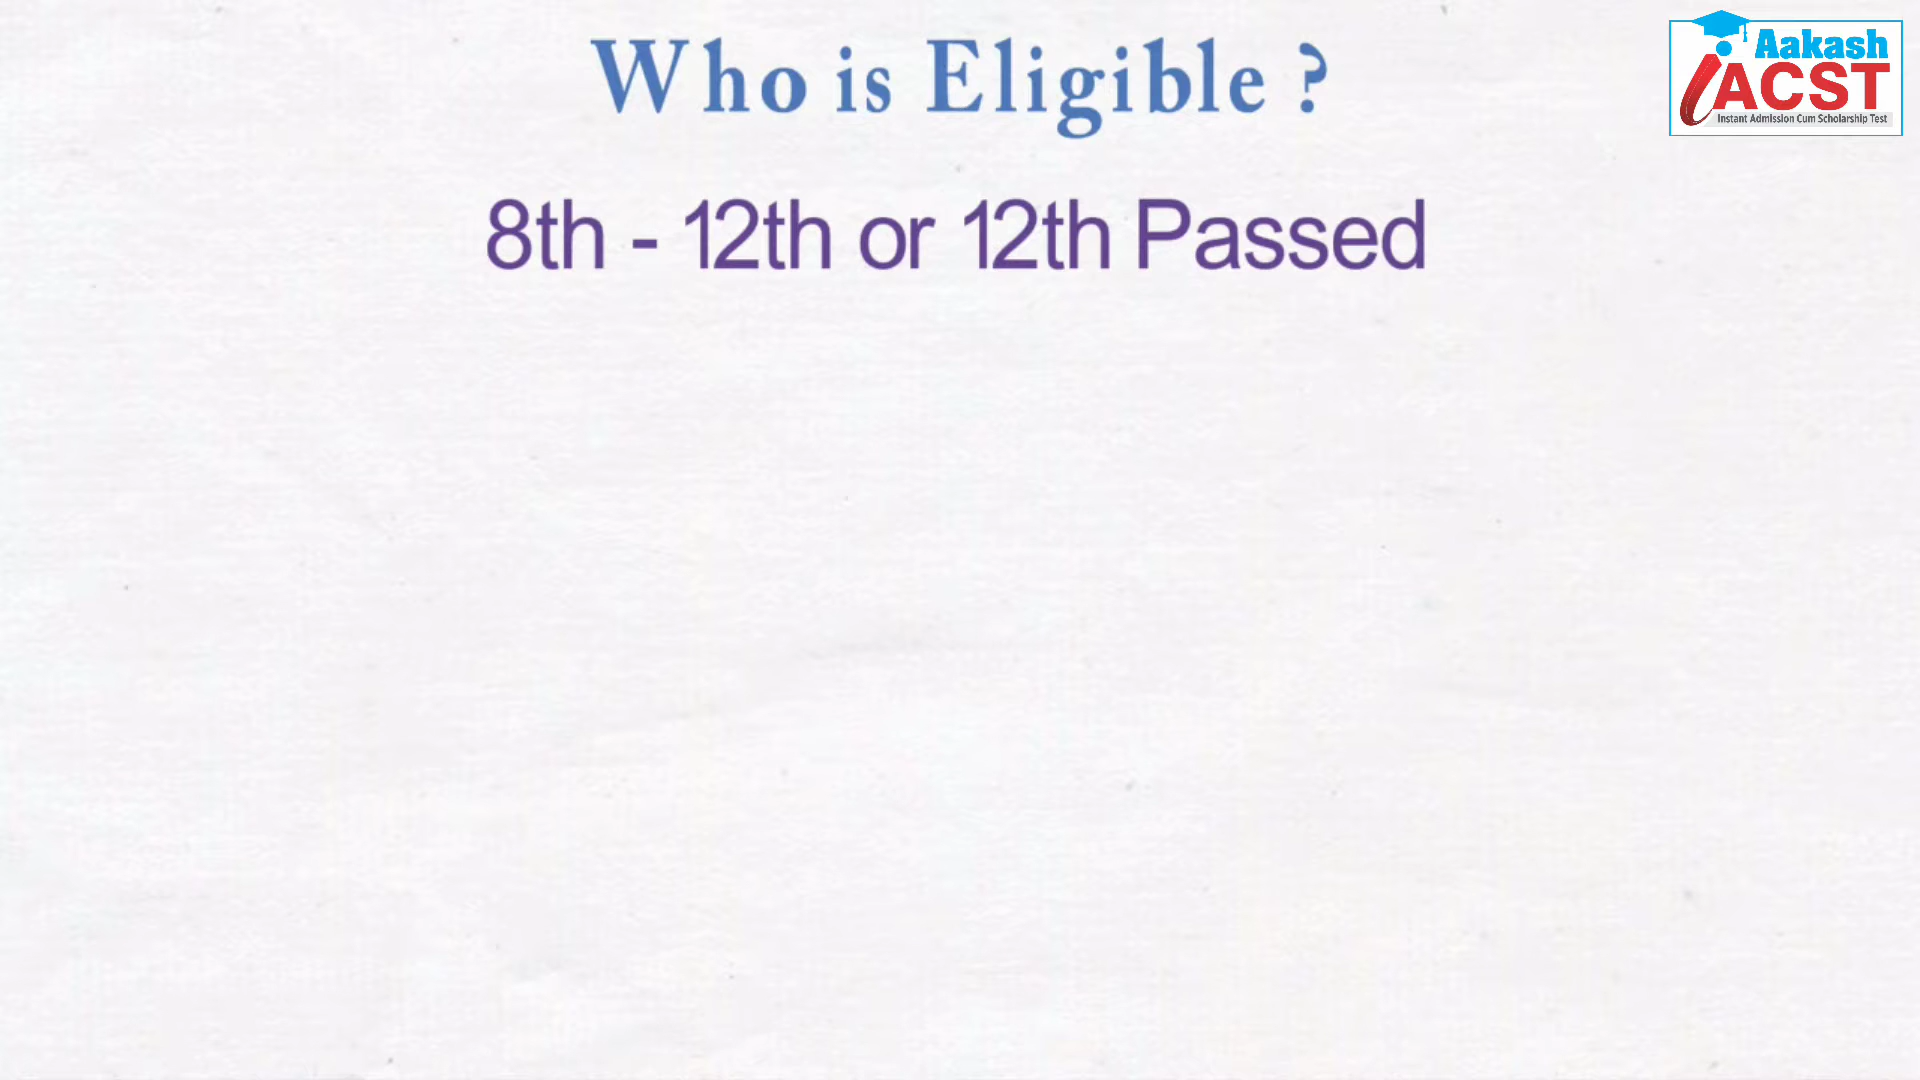 Who is Eligible ?
8th - 12th or 12th Passed
Aakash
iACST
Instant Admission Cum Scholarship Test